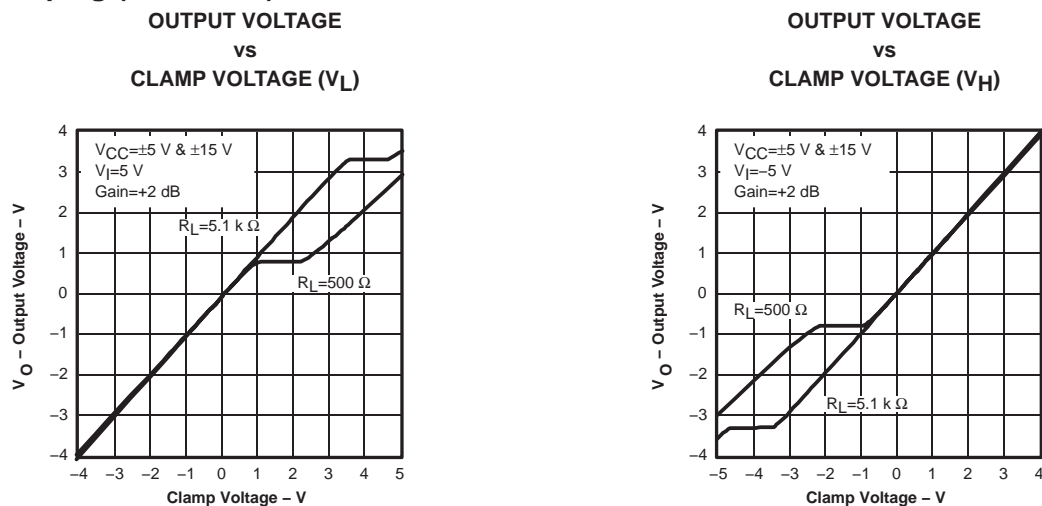 OUTPUT VOLTAGE
vs
CLAMP VOLTAGE (VL)
4
3
2
1
0
–1
–2
–3
–4
VO – Output Voltage – V
VCC=±5 V & ±15 V
VI=5 V
Gain=+2 dB
RL=5.1 k Ω
RL=500 Ω
–4 –3 –2 –1 0 1 2 3 4 5
Clamp Voltage – V
OUTPUT VOLTAGE
vs
CLAMP VOLTAGE (VH)
4
3
2
1
0
–1
–2
–3
–4
VO – Output Voltage – V
VCC=±5 V & ±15 V
VI=–5 V
Gain=+2 dB
RL=500 Ω
RL=5.1 k Ω
–5 –4 –3 –2 –1 0 1 2 3 4
Clamp Voltage – V